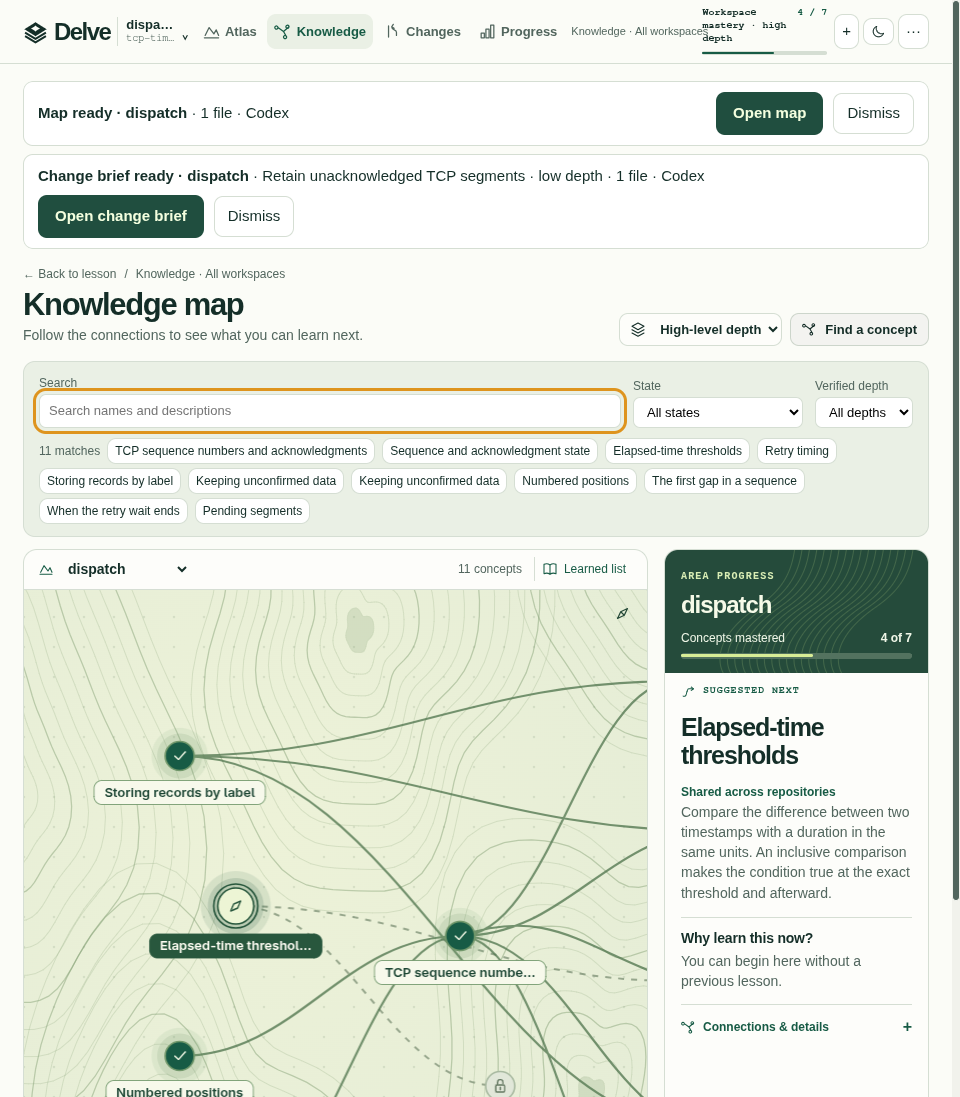 Delve
dispa…
tcp-tim…
Atlas
Knowledge
Changes
Progress
Knowledge · All workspaces
Workspace mastery · high depth
4 / 7
+
···
Map ready · dispatch · 1 file · Codex
Open map
Dismiss
Change brief ready · dispatch · Retain unacknowledged TCP segments · low depth · 1 file · Codex
Open change brief
Dismiss
← Back to lesson / Knowledge · All workspaces
Knowledge map
Follow the connections to see what you can learn next.
High-level depth
Find a concept
Search
State
Verified depth
Search names and descriptions
All states
All depths
11 matches
TCP sequence numbers and acknowledgments
Sequence and acknowledgment state
Elapsed-time thresholds
Retry timing
Storing records by label
Keeping unconfirmed data
Keeping unconfirmed data
Numbered positions
The first gap in a sequence
When the retry wait ends
Pending segments
dispatch
11 concepts
Learned list
Storing records by label
Elapsed-time threshol…
TCP sequence numbe…
Numbered positions
AREA PROGRESS
dispatch
Concepts mastered
4 of 7
SUGGESTED NEXT
Elapsed-time
thresholds
Shared across repositories
Compare the difference between two
timestamps with a duration in the
same units. An inclusive comparison
makes the condition true at the exact
threshold and afterward.
Why learn this now?
You can begin here without a
previous lesson.
Connections & details
+